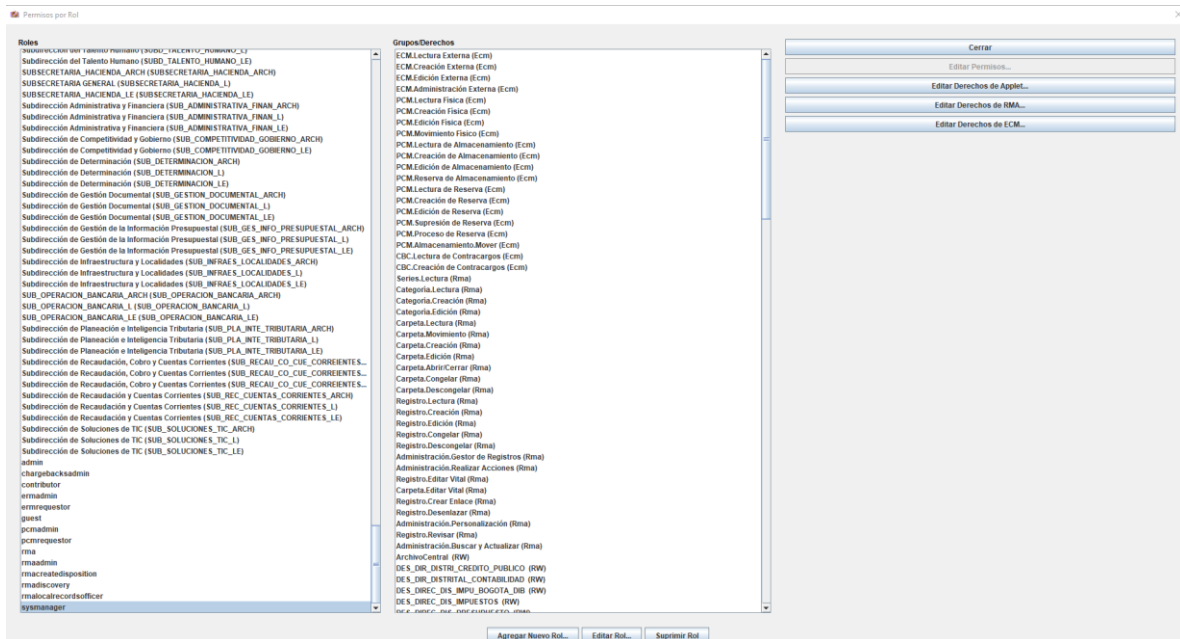 Permisos por Rol
Roles
Subdirección del Talento Humano (SUBD_TALENTO_HUMANO_L)
Subdirección del Talento Humano (SUBD_TALENTO_HUMANO_LE)
SUBSECRETARIA_HACIENDA_ARCH (SUBSECRETARIA_HACIENDA_ARCH)
SUBSECRETARIA GENERAL (SUBSECRETARIA_HACIENDA_L)
SUBSECRETARIA_HACIENDA_LE (SUBSECRETARIA_HACIENDA_LE)
Subdirección Administrativa y Financiera (SUB_ADMINISTRATIVA_FINAN_ARCH)
Subdirección Administrativa y Financiera (SUB_ADMINISTRATIVA_FINAN_L)
Subdirección Administrativa y Financiera (SUB_ADMINISTRATIVA_FINAN_LE)
Subdirección de Competitividad y Gobierno (SUB_COMPETITIVIDAD_GOBIERNO_ARCH)
Subdirección de Competitividad y Gobierno (SUB_COMPETITIVIDAD_GOBIERNO_LE)
Subdirección de Determinación (SUB_DETERMINACION_ARCH)
Subdirección de Determinación (SUB_DETERMINACION_L)
Subdirección de Determinación (SUB_DETERMINACION_LE)
Subdirección de Gestión Documental (SUB_GESTION_DOCUMENTAL_ARCH)
Subdirección de Gestión Documental (SUB_GESTION_DOCUMENTAL_L)
Subdirección de Gestión Documental (SUB_GESTION_DOCUMENTAL_LE)
Subdirección de Gestión de la Información Presupuestal (SUB_GES_INFO_PRESUPUESTAL_ARCH)
Subdirección de Gestión de la Información Presupuestal (SUB_GES_INFO_PRESUPUESTAL_L)
Subdirección de Gestión de la Información Presupuestal (SUB_GES_INFO_PRESUPUESTAL_LE)
Subdirección de Infraestructura y Localidades (SUB_INFRAES_LOCALIDADES_ARCH)
Subdirección de Infraestructura y Localidades (SUB_INFRAES_LOCALIDADES_L)
Subdirección de Infraestructura y Localidades (SUB_INFRAES_LOCALIDADES_LE)
SUB_OPERACION_BANCARIA_ARCH (SUB_OPERACION_BANCARIA_ARCH)
SUB_OPERACION_BANCARIA_L (SUB_OPERACION_BANCARIA_L)
SUB_OPERACION_BANCARIA_LE (SUB_OPERACION_BANCARIA_LE)
Subdirección de Planeación e Inteligencia Tributaria (SUB_PLA_INTE_TRIBUTARIA_ARCH)
Subdirección de Planeación e Inteligencia Tributaria (SUB_PLA_INTE_TRIBUTARIA_L)
Subdirección de Planeación e Inteligencia Tributaria (SUB_PLA_INTE_TRIBUTARIA_LE)
Subdirección de Recaudación, Cobro y Cuentas Corrientes (SUB_RECAU_CO_CUE_CORREIENTES...
Subdirección de Recaudación, Cobro y Cuentas Corrientes (SUB_RECAU_CO_CUE_CORREIENTES...
Subdirección de Recaudación, Cobro y Cuentas Corrientes (SUB_RECAU_CO_CUE_CORREIENTES...
Subdirección de Recaudación y Cuentas Corrientes (SUB_REC_CUENTAS_CORRIENTES_ARCH)
Subdirección de Recaudación y Cuentas Corrientes (SUB_REC_CUENTAS_CORRIENTES_L)
Subdirección de Recaudación y Cuentas Corrientes (SUB_REC_CUENTAS_CORRIENTES_LE)
Subdirección de Soluciones de TIC (SUB_SOLUCIONES_TIC_ARCH)
Subdirección de Soluciones de TIC (SUB_SOLUCIONES_TIC_L)
Subdirección de Soluciones de TIC (SUB_SOLUCIONES_TIC_LE)
admin
chargebacksadmin
contributor
ermadmin
ermrequestor
guest
pcmadmin
pcmrequestor
rma
rmaadmin
rmacreatedisposition
rmadiscovery
rmalocalrecordsofficer
sysmanager
Grupos/Derechos
ECM.Lectura Externa (Ecm)
ECM.Creación Externa (Ecm)
ECM.Edición Externa (Ecm)
ECM.Administración Externa (Ecm)
PCM.Lectura Física (Ecm)
PCM.Creación Física (Ecm)
PCM.Edición Física (Ecm)
PCM.Movimiento Físico (Ecm)
PCM.Lectura de Almacenamiento (Ecm)
PCM.Creación de Almacenamiento (Ecm)
PCM.Edición de Almacenamiento (Ecm)
PCM.Reserva de Almacenamiento (Ecm)
PCM.Lectura de Reserva (Ecm)
PCM.Creación de Reserva (Ecm)
PCM.Edición de Reserva (Ecm)
PCM.Supresión de Reserva (Ecm)
PCM.Proceso de Reserva (Ecm)
PCM.Almacenamiento.Mover (Ecm)
CBC.Lectura de Contracargos (Ecm)
CBC.Creación de Contracargos (Ecm)
Series.Lectura (Rma)
Categoría.Lectura (Rma)
Categoría.Creación (Rma)
Categoría.Edición (Rma)
Carpeta.Lectura (Rma)
Carpeta.Movimiento (Rma)
Carpeta.Creación (Rma)
Carpeta.Edición (Rma)
Carpeta.Abrir/Cerrar (Rma)
Carpeta.Congelar (Rma)
Carpeta.Descongelar (Rma)
Registro.Lectura (Rma)
Registro.Creación (Rma)
Registro.Edición (Rma)
Registro.Congelar (Rma)
Registro.Descongelar (Rma)
Administración.Gestor de Registros (Rma)
Administración.Realizar Acciones (Rma)
Registro.Editar Vital (Rma)
Carpeta.Editar Vital (Rma)
Registro.Crear Enlace (Rma)
Registro.Desenlazar (Rma)
Administración.Personalización (Rma)
Registro.Revisar (Rma)
Administración.Buscar y Actualizar (Rma)
ArchivoCentral (RW)
DES_DIR_DISTRI_CREDITO_PUBLICO (RW)
DES_DIR_DISTRITAL_CONTABILIDAD (RW)
DES_DIREC_DIS_IMPU_BOGOTA_DIB (RW)
DES_DIREC_DIS_IMPUESTOS (RW)
DES_DIREC_DIS_PRESUPUESTO (RW)
Cerrar
Editar Permisos...
Editar Derechos de Applet...
Editar Derechos de RMA...
Editar Derechos de ECM...
Agregar Nuevo Rol...
Editar Rol...
Suprimir Rol